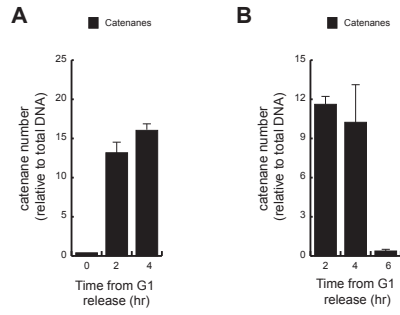 A
Catenanes
25
20
15
10
5
0
catenane number
(relative to total DNA)
0 2 4
Time from G1
release (hr)
B
Catenanes
15
12
9
6
3
0
catenane number
(relative to total DNA)
2 4 6
Time from G1
release (hr)